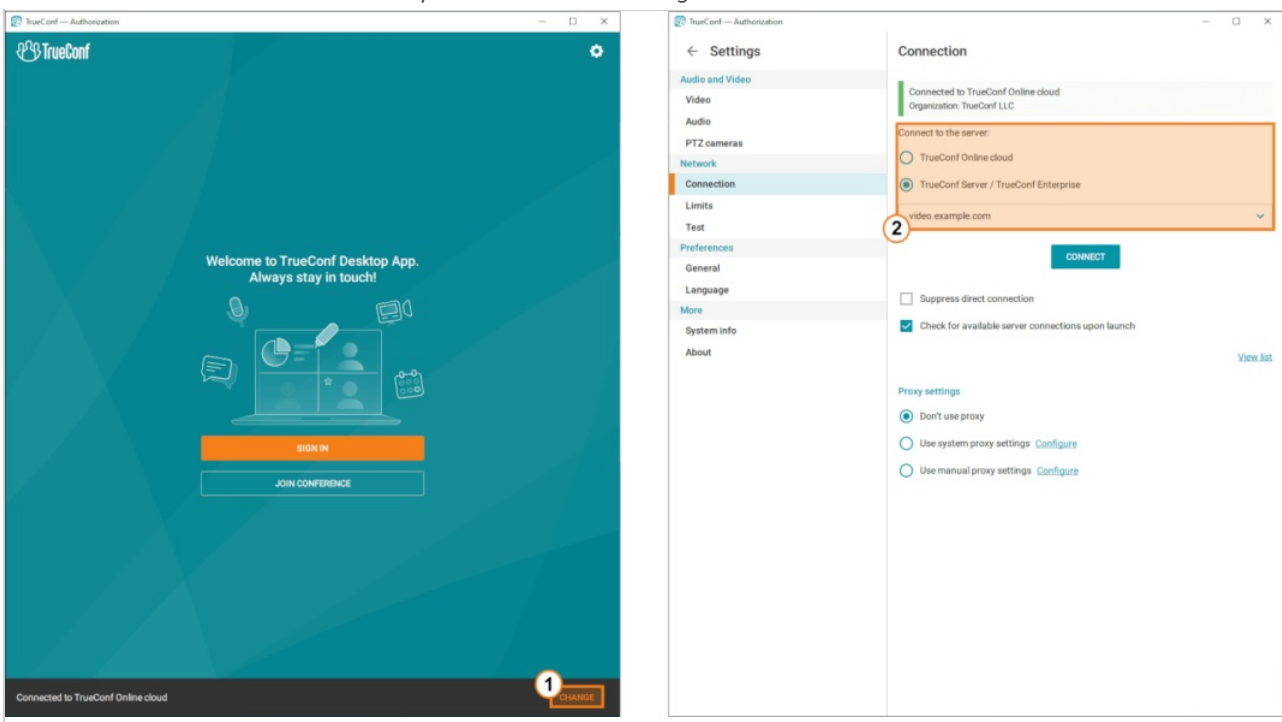 TrueConf — Authorization
TrueConf
Welcome to TrueConf Desktop App.
Always stay in touch!
SIGN IN
JOIN CONFERENCE
Connected to TrueConf Online cloud
1
CHANGE
TrueConf — Authorization
Settings
Audio and Video
Video
Audio
PTZ cameras
Network
Connection
Limits
Test
Preferences
General
Language
More
System info
About
Connection
Connected to TrueConf Online cloud
Organization: TrueConf LLC
Connect to the server:
TrueConf Online cloud
TrueConf Server / TrueConf Enterprise
video.example.com
2
CONNECT
Suppress direct connection
Check for available server connections upon launch
View list
Proxy settings
Don't use proxy
Use system proxy settings Configure
Use manual proxy settings Configure